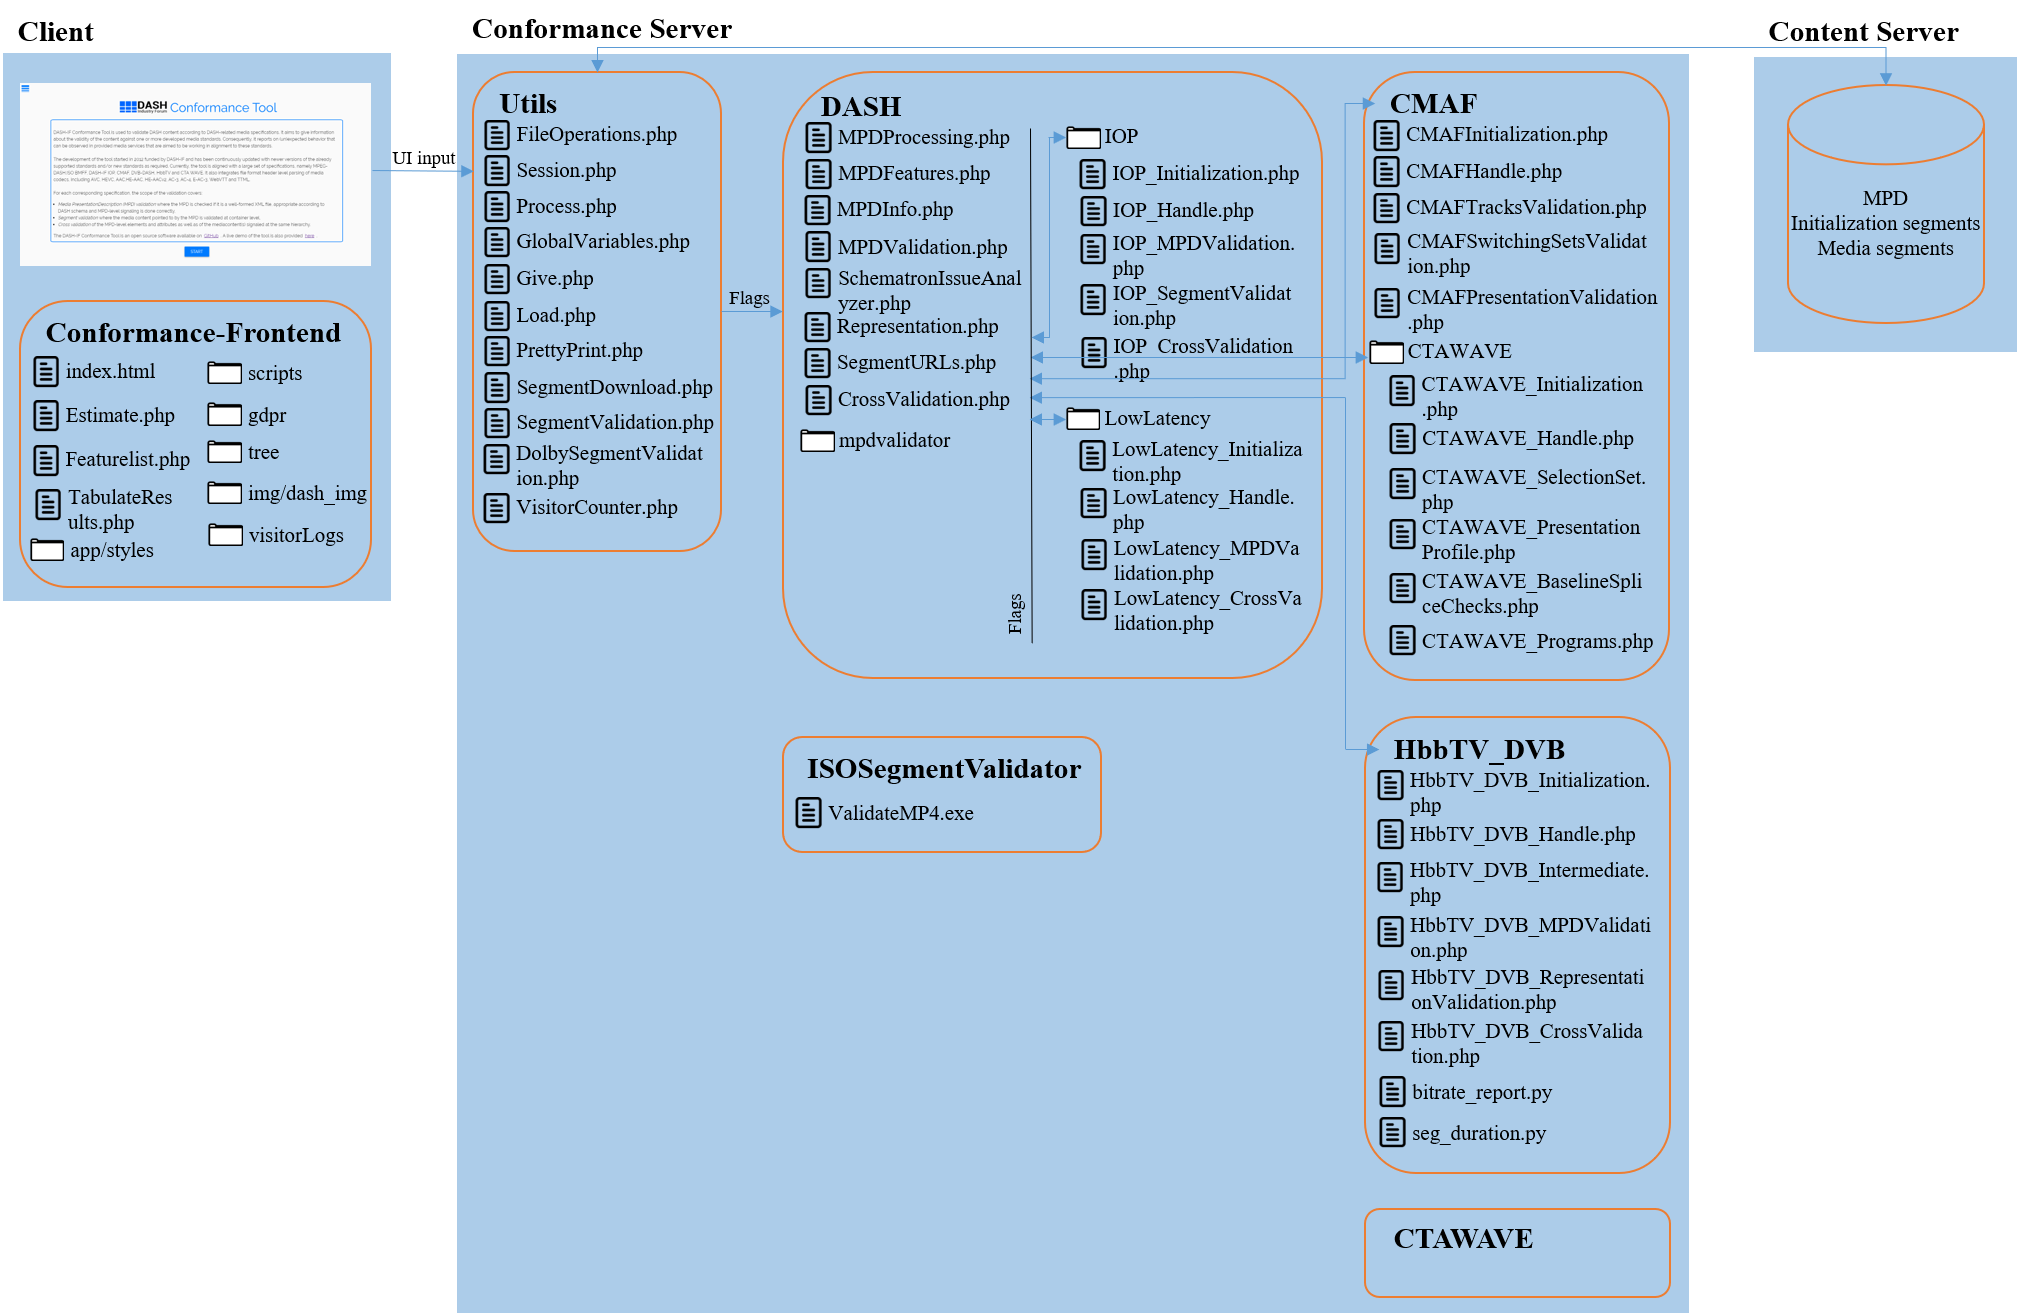 Client
DASH
Industry Forum
Conformance Tool
START
Conformance-Frontend
index.html
Estimate.php
Featurelist.php
TabulateRes
ults.php
app/styles
scripts
gdpr
tree
img/dash_img
visitorLogs
UI input
Conformance Server
Utils
FileOperations.php
Session.php
Process.php
GlobalVariables.php
Give.php
Load.php
PrettyPrint.php
SegmentDownload.php
SegmentValidation.php
DolbySegmentValidat
ion.php
VisitorCounter.php
Flags
DASH
MPDProcessing.php
MPDFeatures.php
MPDInfo.php
MPDValidation.php
SchematronIssueAnal
yzer.php
Representation.php
SegmentURLs.php
CrossValidation.php
mpdvalidator
Flags
IOP
IOP_Initialization.php
IOP_Handle.php
IOP_MPDValidation.
php
IOP_SegmentValidat
ion.php
IOP_CrossValidation
.php
LowLatency
LowLatency_Initializa
tion.php
LowLatency_Handle.
php
LowLatency_MPDVa
lidation.php
LowLatency_CrossVa
lidation.php
ISOSegmentValidator
ValidateMP4.exe
CMAF
CMAFInitialization.php
CMAFHandle.php
CMAFTracksValidation.php
CMAFSwitchingSetsValidat
ion.php
CMAFPresentationValidation
.php
CTAWAVE
CTAWAVE_Initialization
.php
CTAWAVE_Handle.php
CTAWAVE_SelectionSet.
php
CTAWAVE_Presentation
Profile.php
CTAWAVE_BaselineSpli
ceChecks.php
CTAWAVE_Programs.php
HbbTV_DVB
HbbTV_DVB_Initialization.
php
HbbTV_DVB_Handle.php
HbbTV_DVB_Intermediate.
php
HbbTV_DVB_MPDValidati
on.php
HbbTV_DVB_Representati
onValidation.php
HbbTV_DVB_CrossValida
tion.php
bitrate_report.py
seg_duration.py
CTAWAVE
Content Server
MPD
Initialization segments
Media segments